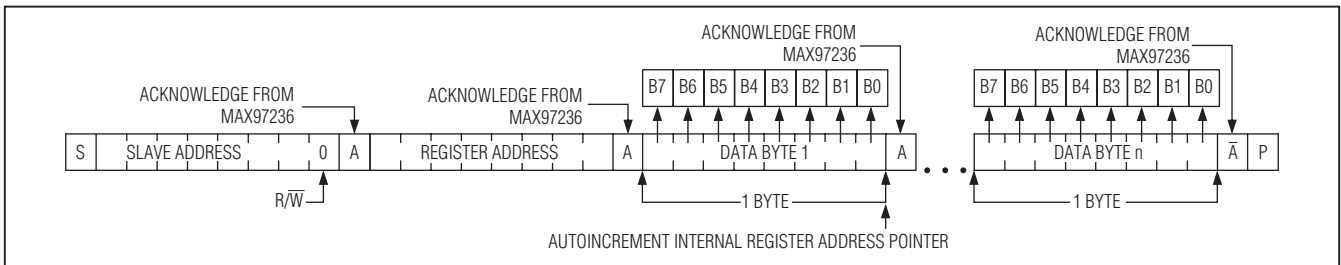 ACKNOWLEDGE FROM
MAX97236
ACKNOWLEDGE FROM
MAX97236
B7 B6 B5 B4 B3 B2 B1 B0
B7 B6 B5 B4 B3 B2 B1 B0
ACKNOWLEDGE FROM
MAX97236
ACKNOWLEDGE FROM
MAX97236
S SLAVE ADDRESS 0 A REGISTER ADDRESS A DATA BYTE 1 A DATA BYTE n A̅ P
R/W̅
1 BYTE
1 BYTE
AUTOINCREMENT INTERNAL REGISTER ADDRESS POINTER